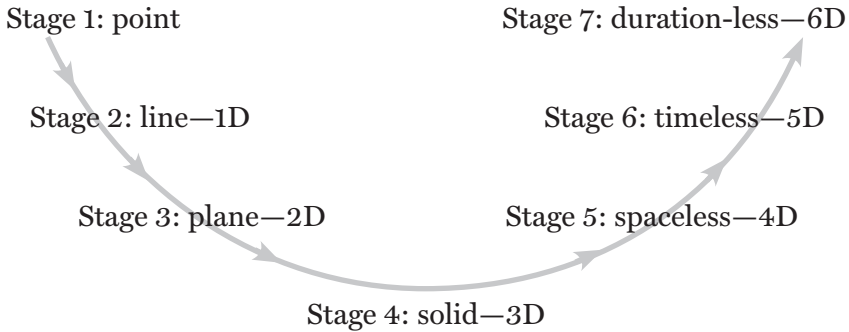 Stage 1: point
Stage 7: duration-less—6D
Stage 2: line—1D
Stage 6: timeless—5D
Stage 3: plane—2D
Stage 5: spaceless—4D
Stage 4: solid—3D